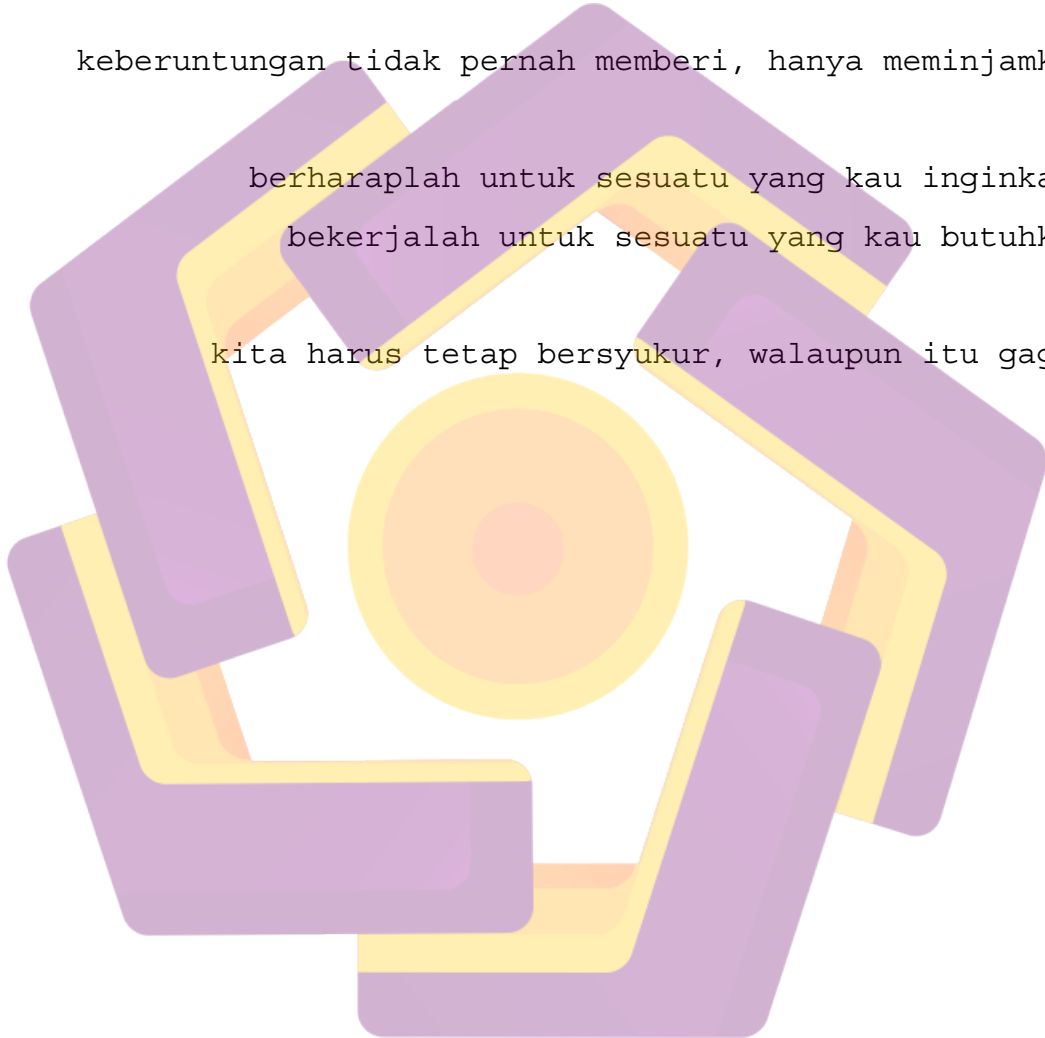 keberuntungan tidak pernah memberi, hanya meminjamk
berharaplah untuk sesuatu yang kau inginka
bekerjalah untuk sesuatu yang kau butuhk
kita harus tetap bersyukur, walaupun itu gag